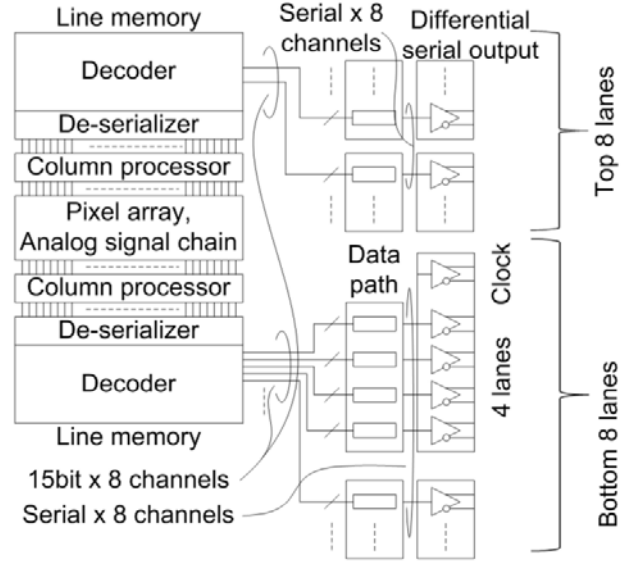 Line memory
Decoder
De-serializer
Column processor
Pixel array,
Analog signal chain
Column processor
De-serializer
Decoder
Line memory
15bit x 8 channels
Serial x 8 channels
Serial x 8
channels
Differential
serial output
Data
path
Clock
4 lanes
Top 8 lanes
Bottom 8 lanes